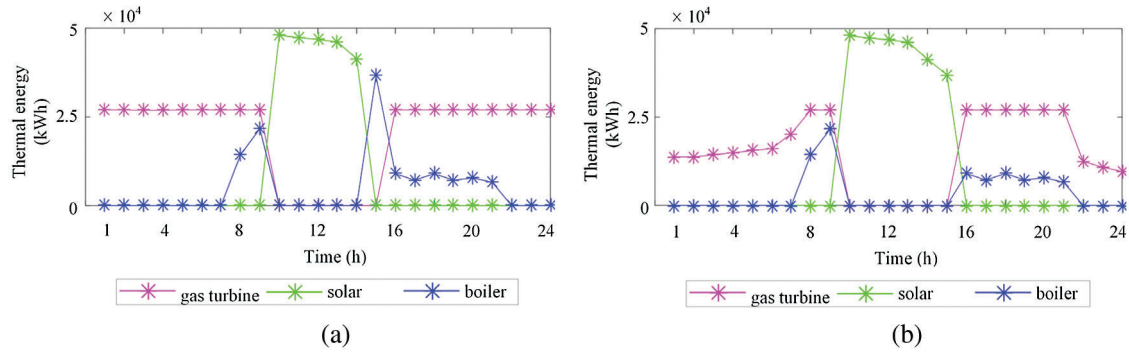 × 10⁴
5
2.5
0
Thermal energy
(kWh)
1 4 8 12 16 20 24
Time (h)
gas turbine solar boiler
(a)
× 10⁴
5
2.5
0
Thermal energy
(kWh)
1 4 8 12 16 20 24
Time (h)
gas turbine solar boiler
(b)